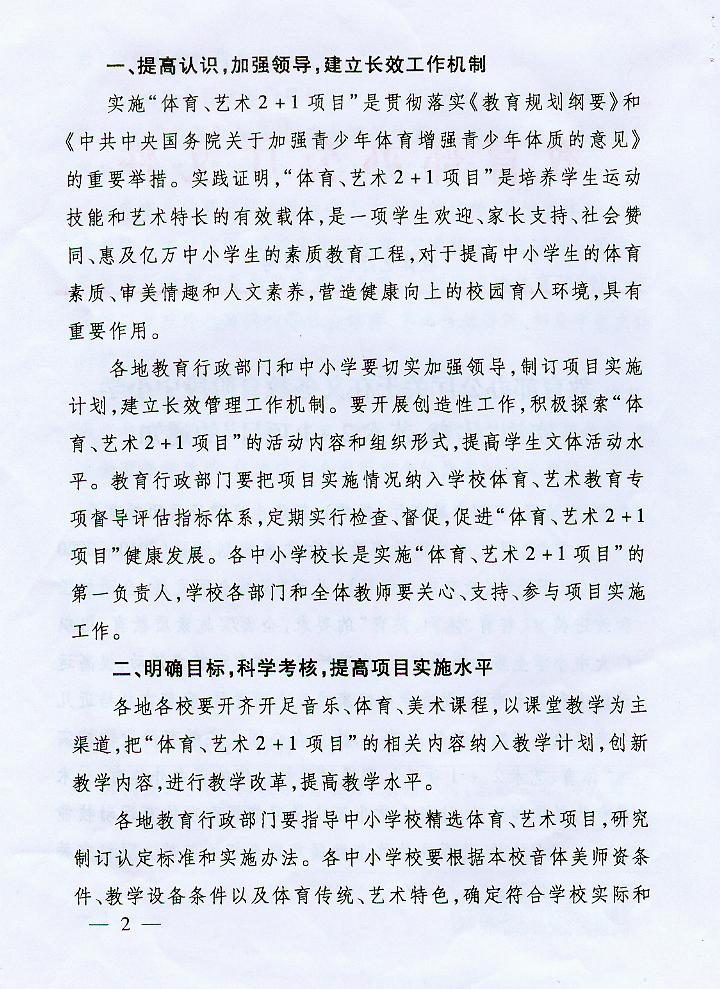 一、提高认识,加强领导,建立长效工作机制
实施“体育、艺术2+1项目”是贯彻落实《教育规划纲要》和
《中共中央国务院关于加强青少年体育增强青少年体质的意见》
的重要举措。实践证明,“体育、艺术2+1项目”是培养学生运动
技能和艺术特长的有效载体,是一项学生欢迎、家长支持、社会赞
同、惠及亿万中小学生的素质教育工程,对于提高中小学生的体育
素质、审美情趣和人文素养,营造健康向上的校园育人环境,具有
重要作用。
各地教育行政部门和中小学要切实加强领导,制订项目实施
计划,建立长效管理工作机制。要开展创造性工作,积极探索“体
育、艺术2+1项目”的活动内容和组织形式,提高学生文体活动水
平。教育行政部门要把项目实施情况纳入学校体育、艺术教育专
项督导评估指标体系,定期实行检查、督促,促进“体育、艺术2+1
项目”健康发展。各中小学校长是实施“体育、艺术2+1项目”的
第一负责人,学校各部门和全体教师要关心、支持、参与项目实施
工作。
二、明确目标,科学考核,提高项目实施水平
各地各校要开齐开足音乐、体育、美术课程,以课堂教学为主
渠道,把“体育、艺术2+1项目”的相关内容纳入教学计划,创新
教学内容,进行教学改革,提高教学水平。
各地教育行政部门要指导中小学校精选体育、艺术项目,研究
制订认定标准和实施办法。各中小学校要根据本校音体美师资条
件、教学设备条件以及体育传统、艺术特色,确定符合学校实际和
— 2 —